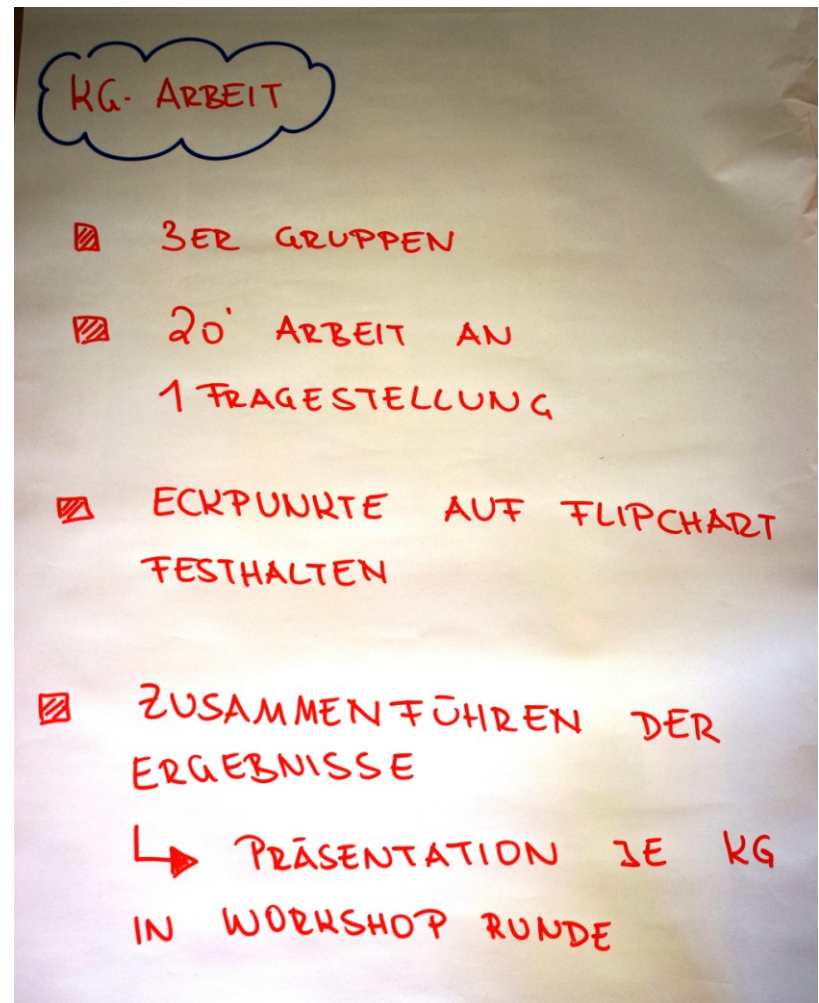 KG. ARBEIT
3ER GRUPPEN
20' ARBEIT AN
1 FRAGESTELLUNG
ECKPUNKTE AUF FLIPCHART
FESTHALTEN
ZUSAMMENFÜHREN DER
ERGEBNISSE
PRÄSENTATION JE KG
IN WORKSHOP RUNDE